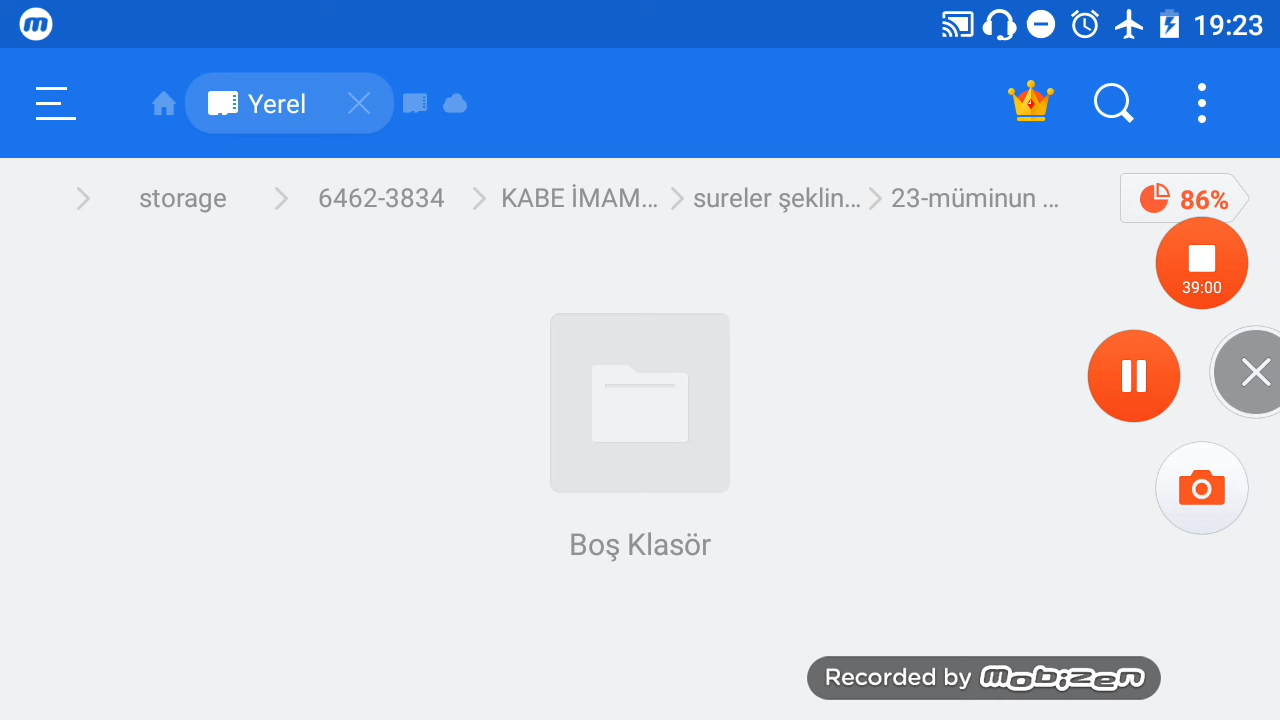 19:23
Yerel
storage
6462-3834
KABE İMAM...
sureler şeklin...
23-müminun ...
86%
39:00
Boş Klasör
Recorded by mobizen